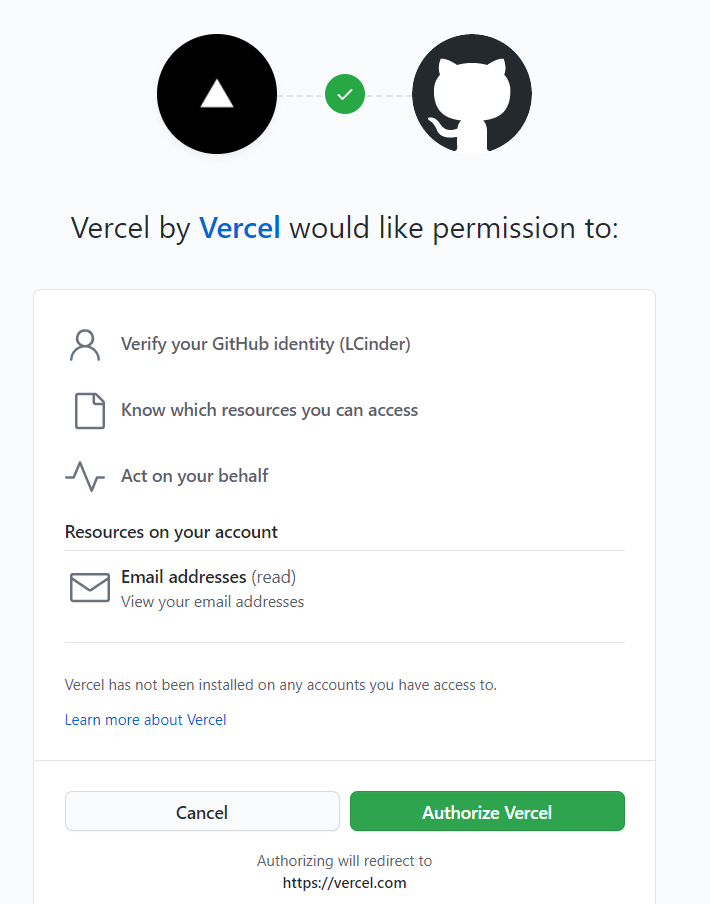 Vercel by Vercel would like permission to:
Verify your GitHub identity (LCinder)
Know which resources you can access
Act on your behalf
Resources on your account
Email addresses (read)
View your email addresses
Vercel has not been installed on any accounts you have access to.
Learn more about Vercel
Cancel
Authorize Vercel
Authorizing will redirect to
https://vercel.com